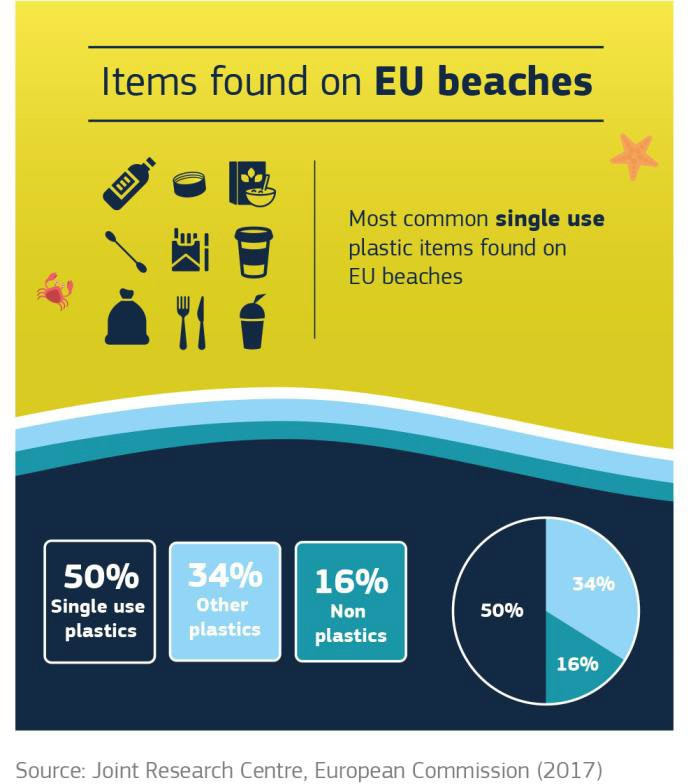 Items found on EU beaches
Most common single use
plastic items found on
EU beaches
50%
Single use
plastics
34%
Other
plastics
16%
Non
plastics
50%
34%
16%
Source: Joint Research Centre, European Commission (2017)